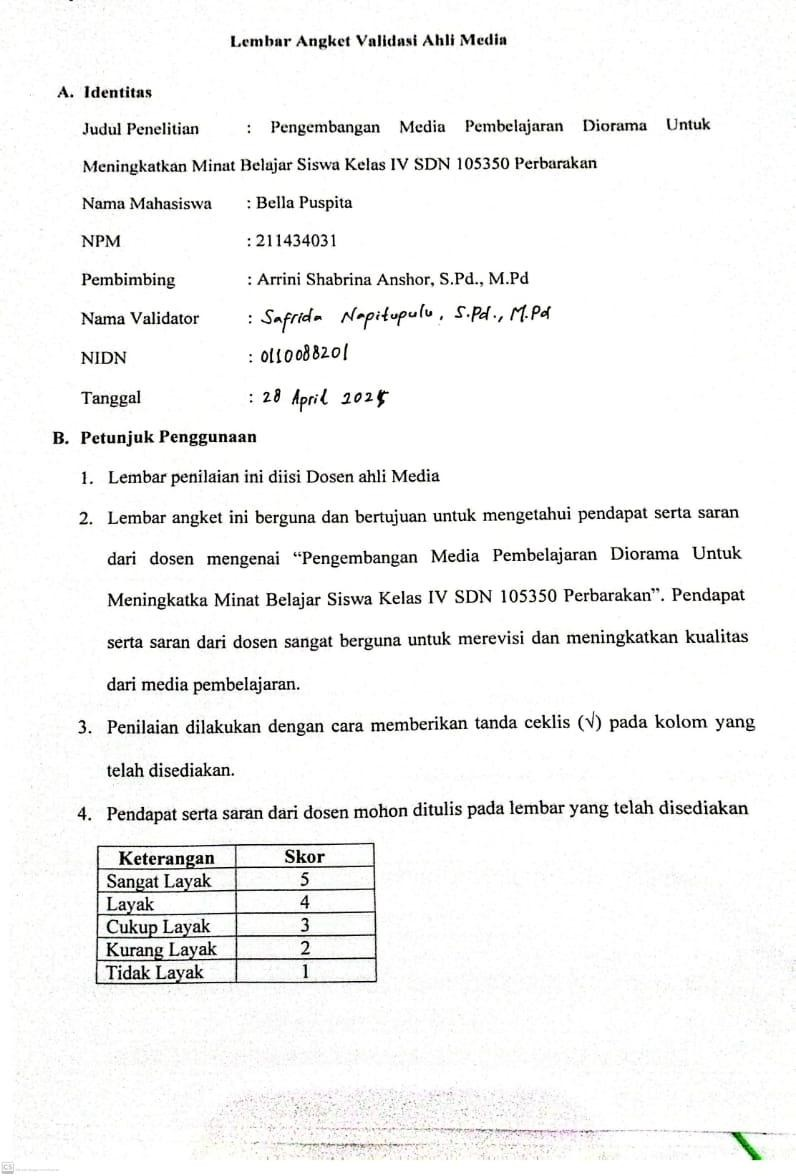 Lembar Angket Validasi Ahli Media
A. Identitas
Judul Penelitian : Pengembangan Media Pembelajaran Diorama Untuk
Meningkatkan Minat Belajar Siswa Kelas IV SDN 105350 Perbarakan
Nama Mahasiswa : Bella Puspita
NPM : 211434031
Pembimbing : Arrini Shabrina Anshor, S.Pd., M.Pd
Nama Validator : Safrida Napitupulu, S.Pd., M.Pd
NIDN : 0110088201
Tanggal : 28 April 2025
B. Petunjuk Penggunaan
1. Lembar penilaian ini diisi Dosen ahli Media
2. Lembar angket ini berguna dan bertujuan untuk mengetahui pendapat serta saran
dari dosen mengenai “Pengembangan Media Pembelajaran Diorama Untuk
Meningkatka Minat Belajar Siswa Kelas IV SDN 105350 Perbarakan”. Pendapat
serta saran dari dosen sangat berguna untuk merevisi dan meningkatkan kualitas
dari media pembelajaran.
3. Penilaian dilakukan dengan cara memberikan tanda ceklis (√) pada kolom yang
telah disediakan.
4. Pendapat serta saran dari dosen mohon ditulis pada lembar yang telah disediakan
Keterangan Skor
Sangat Layak 5
Layak 4
Cukup Layak 3
Kurang Layak 2
Tidak Layak 1
CS